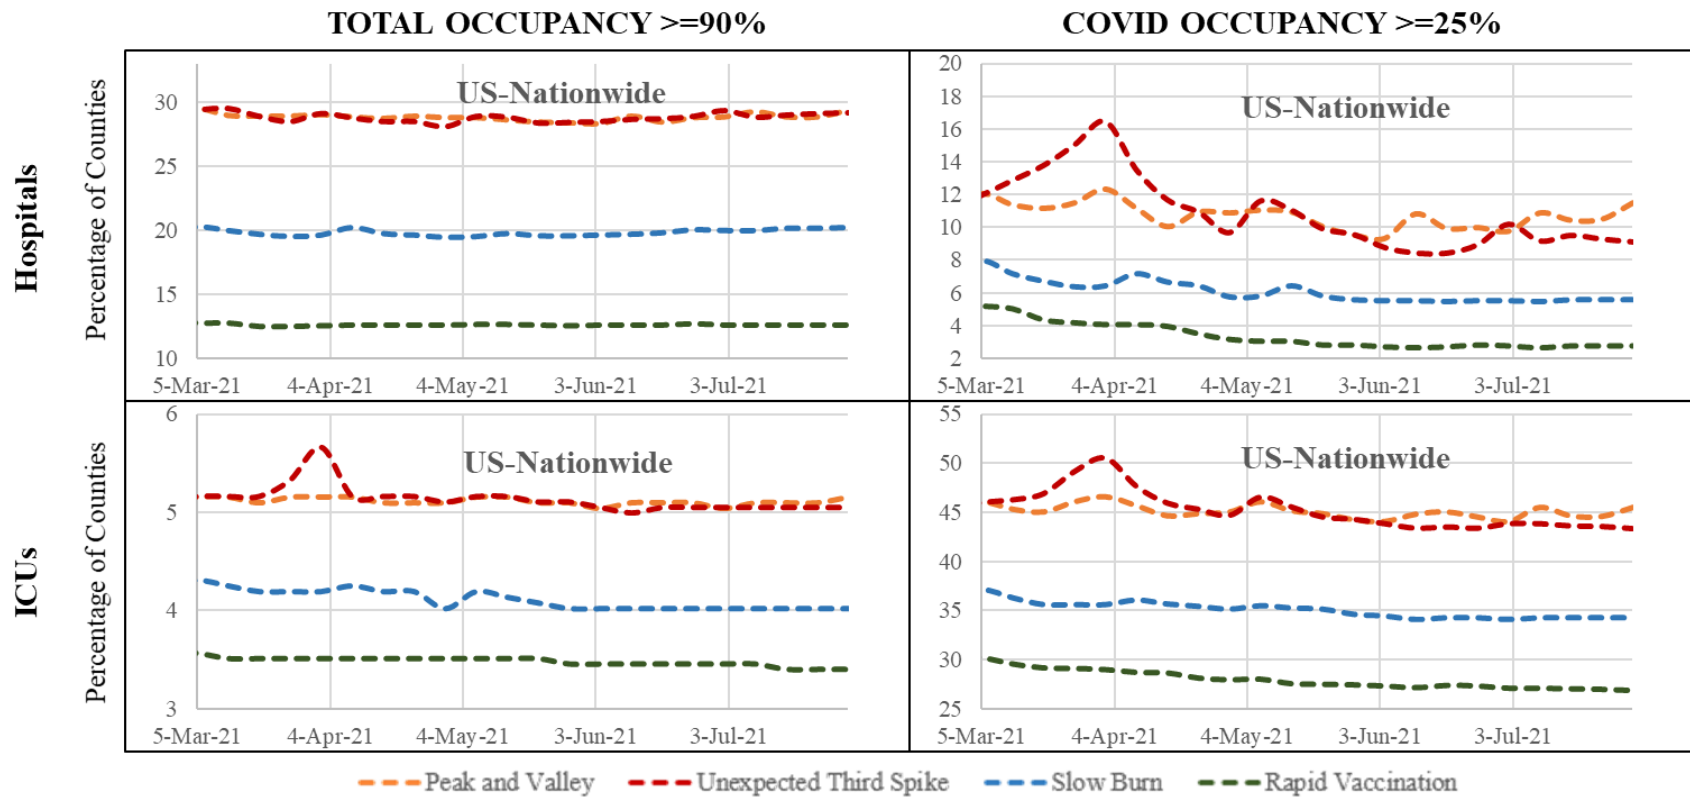 TOTAL OCCUPANCY >=90%
COVID OCCUPANCY >=25%
Hospitals
Percentage of Counties
US-Nationwide
30
25
20
15
10
5-Mar-21 4-Apr-21 4-May-21 3-Jun-21 3-Jul-21
US-Nationwide
20
18
16
14
12
10
8
6
4
2
5-Mar-21 4-Apr-21 4-May-21 3-Jun-21 3-Jul-21
ICUs
Percentage of Counties
US-Nationwide
6
5
4
3
5-Mar-21 4-Apr-21 4-May-21 3-Jun-21 3-Jul-21
US-Nationwide
55
50
45
40
35
30
25
5-Mar-21 4-Apr-21 4-May-21 3-Jun-21 3-Jul-21
Peak and Valley Unexpected Third Spike Slow Burn Rapid Vaccination